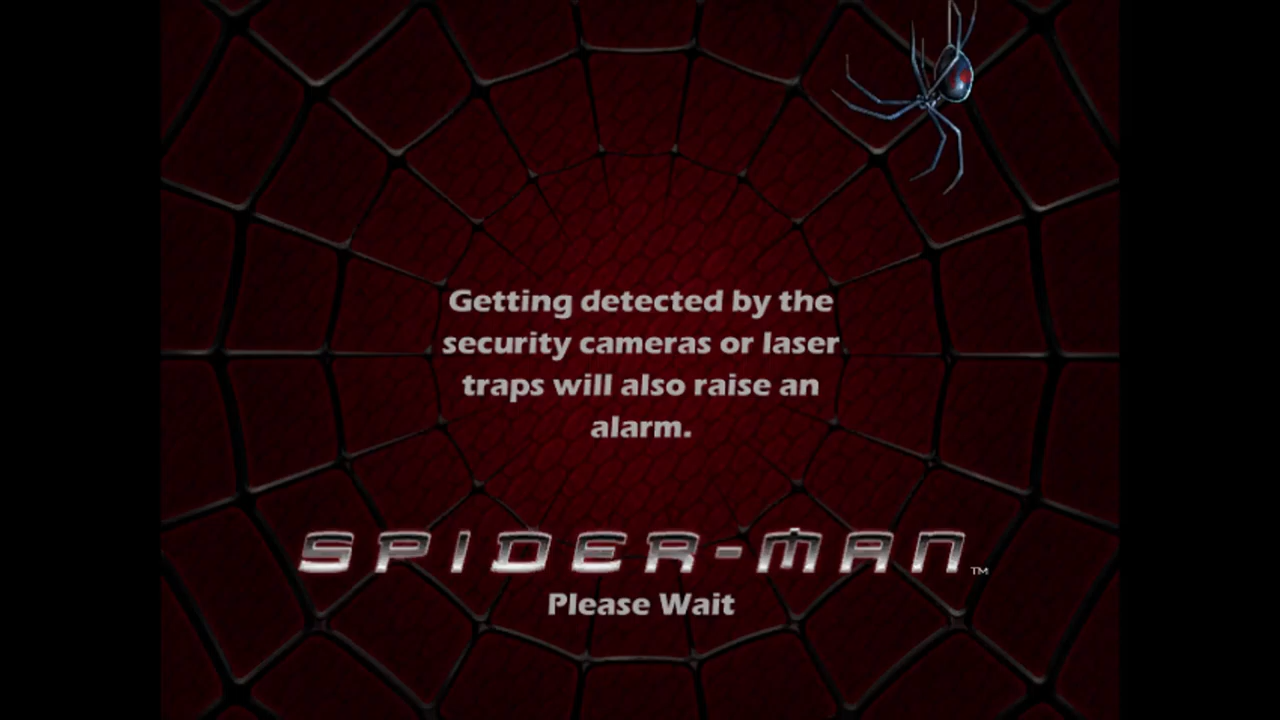 Getting detected by the
security cameras or laser
traps will also raise an
alarm.
SPIDER-MAN™
Please Wait